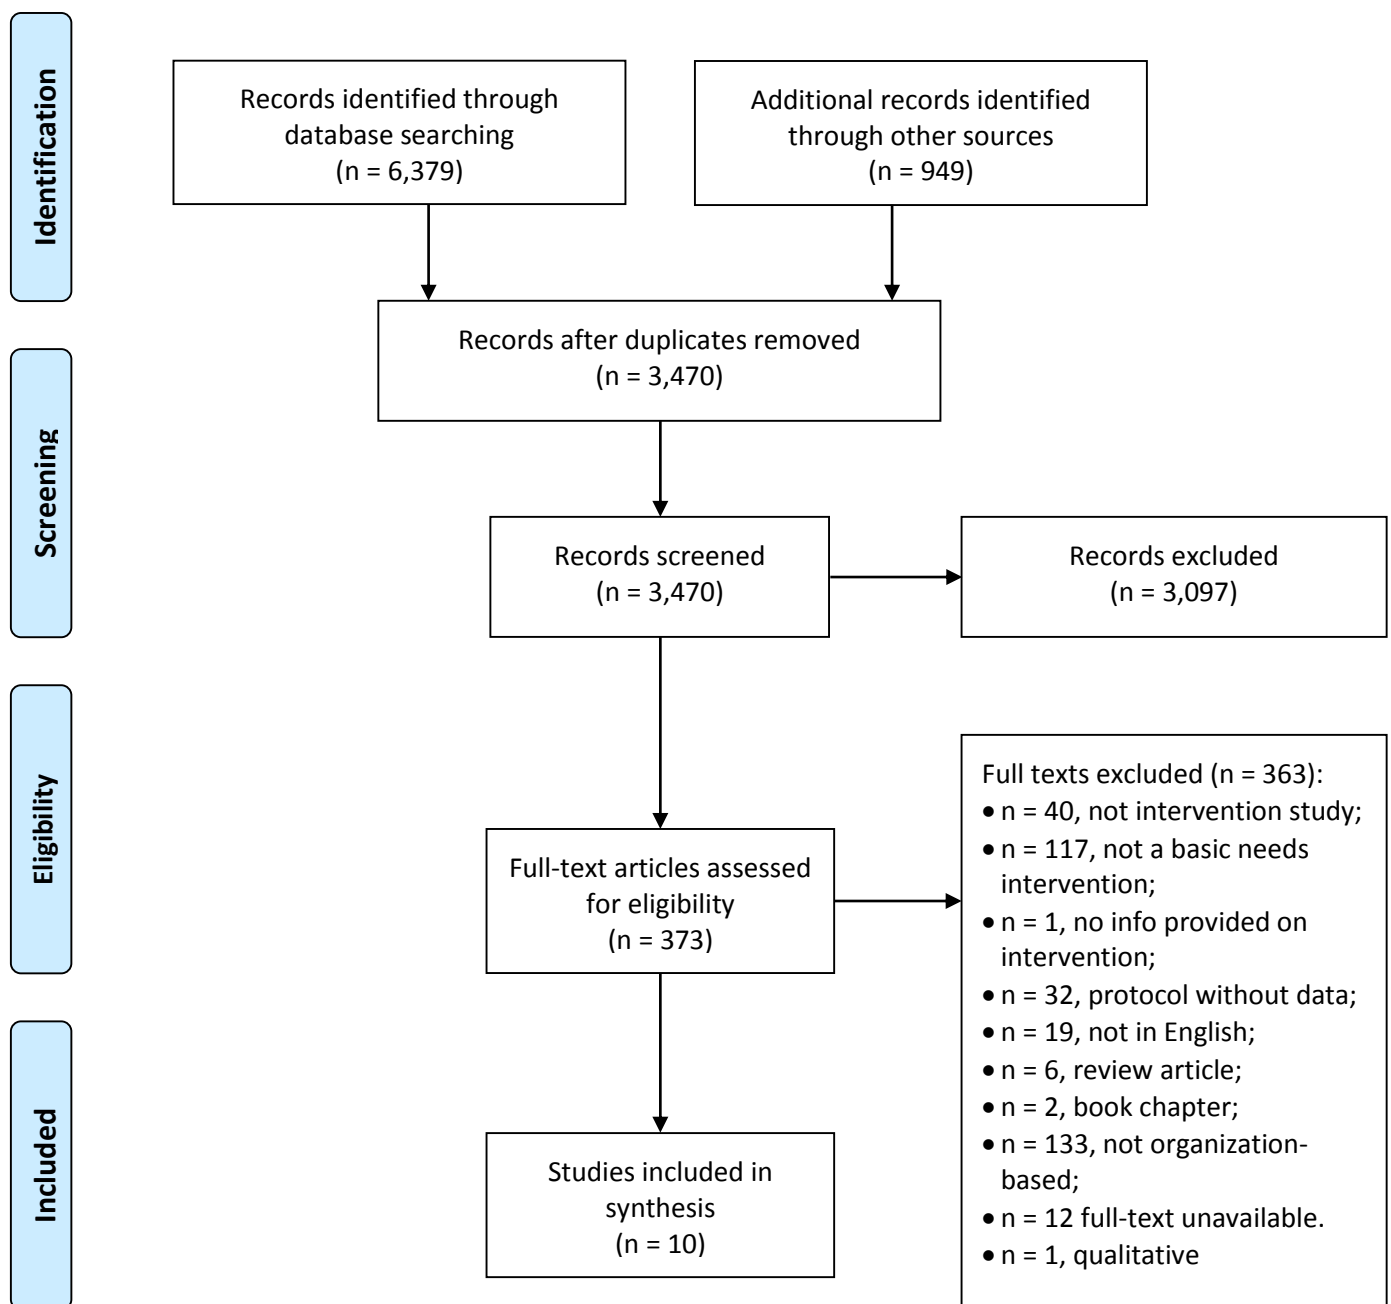 Identification
Records identified through
database searching
(n = 6,379)
Additional records identified
through other sources
(n = 949)
Records after duplicates removed
(n = 3,470)
Screening
Records screened
(n = 3,470)
Records excluded
(n = 3,097)
Eligibility
Full-text articles assessed
for eligibility
(n = 373)
Full texts excluded (n = 363):
• n = 40, not intervention study;
• n = 117, not a basic needs
intervention;
• n = 1, no info provided on
intervention;
• n = 32, protocol without data;
• n = 19, not in English;
• n = 6, review article;
• n = 2, book chapter;
• n = 133, not organization-
based;
• n = 12 full-text unavailable.
• n = 1, qualitative
Included
Studies included in
synthesis
(n = 10)